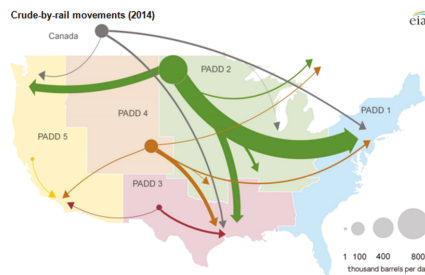 Crude-by-rail movements (2014)
eia
Canada
PADD 2
PADD 1
PADD 4
PADD 5
PADD 3
1 100 400 800
thousand barrels per da